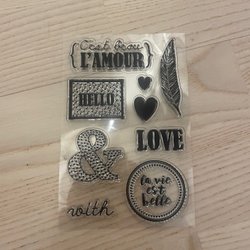 C'est beau
L'AMOUR
HELLO
&
LOVE
la vie
est
belle
with